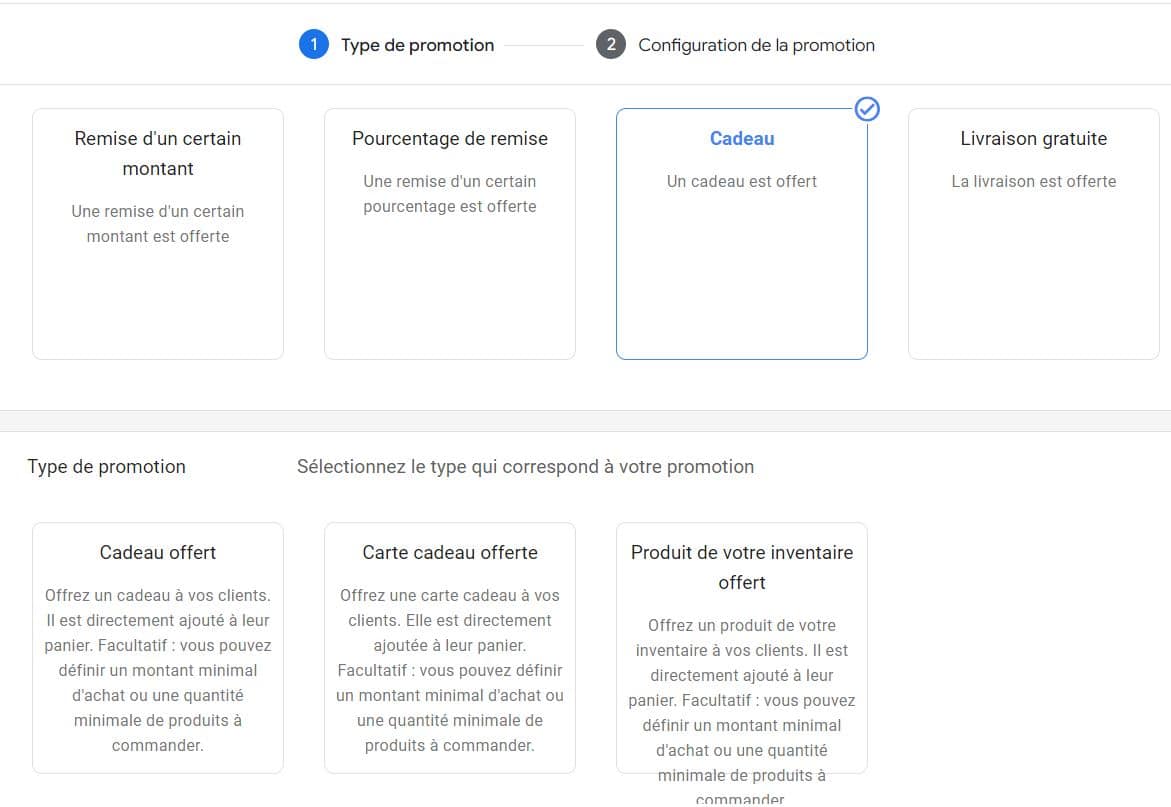 1 Type de promotion 2 Configuration de la promotion
Remise d'un certain
montant
Une remise d'un certain
montant est offerte
Pourcentage de remise
Une remise d'un certain
pourcentage est offerte
Cadeau
Un cadeau est offert
Livraison gratuite
La livraison est offerte
Type de promotion
Sélectionnez le type qui correspond à votre promotion
Cadeau offert
Offrez un cadeau à vos clients.
Il est directement ajouté à leur
panier. Facultatif : vous pouvez
définir un montant minimal
d'achat ou une quantité
minimale de produits à
commander.
Carte cadeau offerte
Offrez une carte cadeau à vos
clients. Elle est directement
ajoutée à leur panier.
Facultatif : vous pouvez définir
un montant minimal d'achat ou
une quantité minimale de
produits à commander.
Produit de votre inventaire
offert
Offrez un produit de votre
inventaire à vos clients. Il est
directement ajouté à leur
panier. Facultatif : vous pouvez
définir un montant minimal
d'achat ou une quantité
minimale de produits à
commander